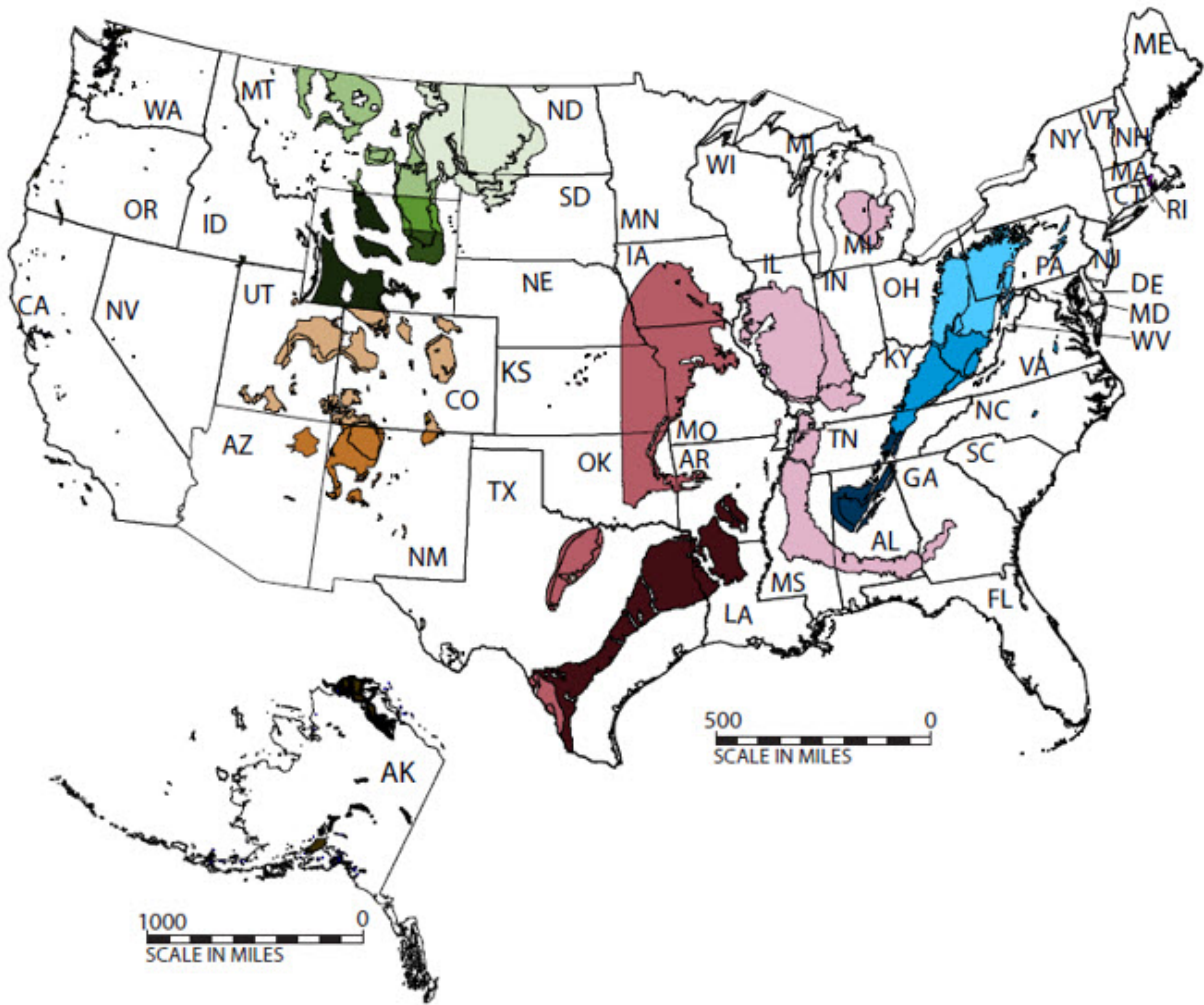 ME
WA
MT
ND
VT
NH
NY
MI
WI
MA
CT
RI
OR
ID
SD
MN
MI
PA
NJ
IA
IL
IN
OH
DE
MD
WV
CA
NV
UT
NE
KS
CO
KY
VA
MO
TN
NC
AZ
OK
AR
SC
GA
TX
NM
MS
AL
LA
FL
500 0
SCALE IN MILES
AK
1000 0
SCALE IN MILES